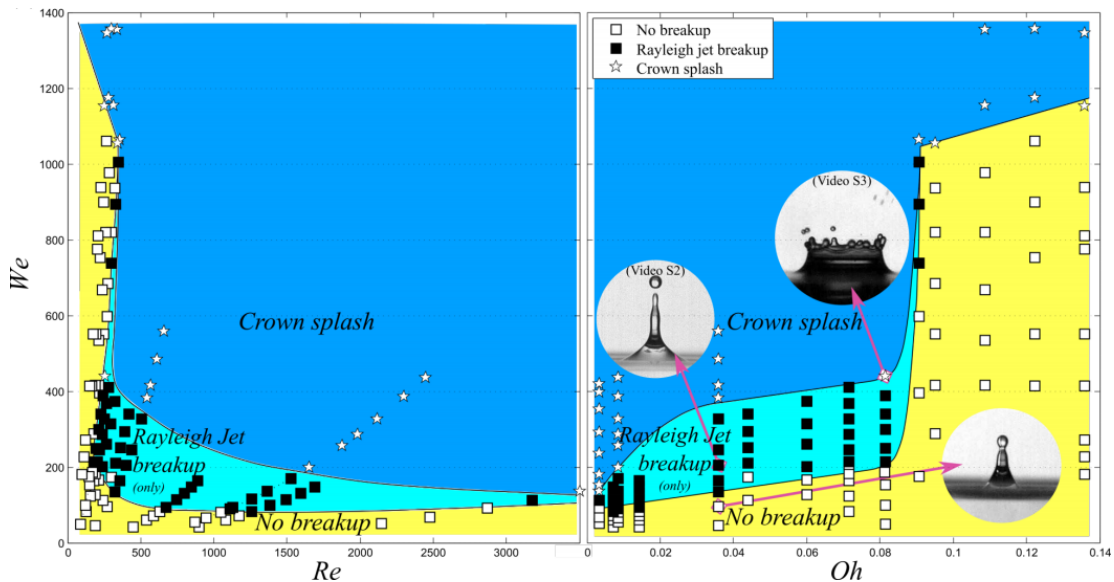 1400
1200
1000
800
600
400
200
0
We
0
500
1000
1500
2000
2500
3000
Re
Crown splash
Rayleigh Jet
breakup
(only)
No breakup
No breakup
Rayleigh jet breakup
Crown splash
(Video S3)
(Video S2)
Crown splash
Rayleigh Jet
breakup
(only)
No breakup
0
0.02
0.04
0.06
0.08
0.1
0.12
0.14
Oh